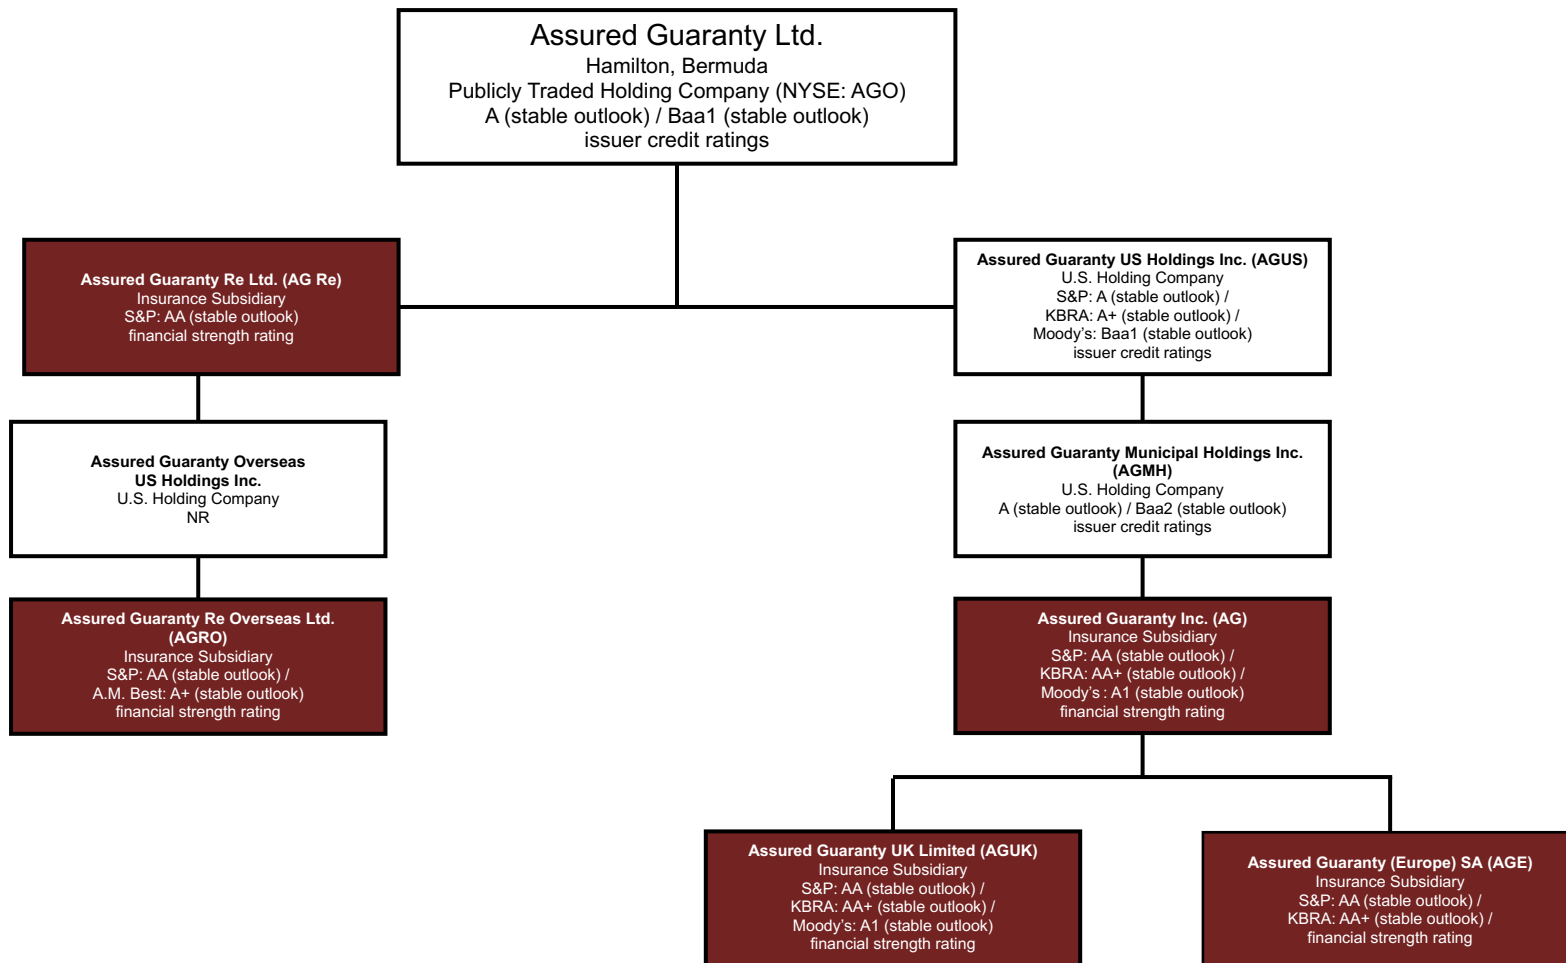 Assured Guaranty Ltd.
Hamilton, Bermuda
Publicly Traded Holding Company (NYSE: AGO)
A (stable outlook) / Baa1 (stable outlook)
issuer credit ratings
Assured Guaranty Re Ltd. (AG Re)
Insurance Subsidiary
S&P: AA (stable outlook)
financial strength rating
Assured Guaranty US Holdings Inc. (AGUS)
U.S. Holding Company
S&P: A (stable outlook) /
KBRA: A+ (stable outlook) /
Moody's: Baa1 (stable outlook)
issuer credit ratings
Assured Guaranty Overseas
US Holdings Inc.
U.S. Holding Company
NR
Assured Guaranty Municipal Holdings Inc.
(AGMH)
U.S. Holding Company
A (stable outlook) / Baa2 (stable outlook)
issuer credit ratings
Assured Guaranty Re Overseas Ltd.
(AGRO)
Insurance Subsidiary
S&P: AA (stable outlook) /
A.M. Best: A+ (stable outlook)
financial strength rating
Assured Guaranty Inc. (AG)
Insurance Subsidiary
S&P: AA (stable outlook) /
KBRA: AA+ (stable outlook) /
Moody's : A1 (stable outlook)
financial strength rating
Assured Guaranty UK Limited (AGUK)
Insurance Subsidiary
S&P: AA (stable outlook) /
KBRA: AA+ (stable outlook) /
Moody's: A1 (stable outlook)
financial strength rating
Assured Guaranty (Europe) SA (AGE)
Insurance Subsidiary
S&P: AA (stable outlook) /
KBRA: AA+ (stable outlook) /
financial strength rating